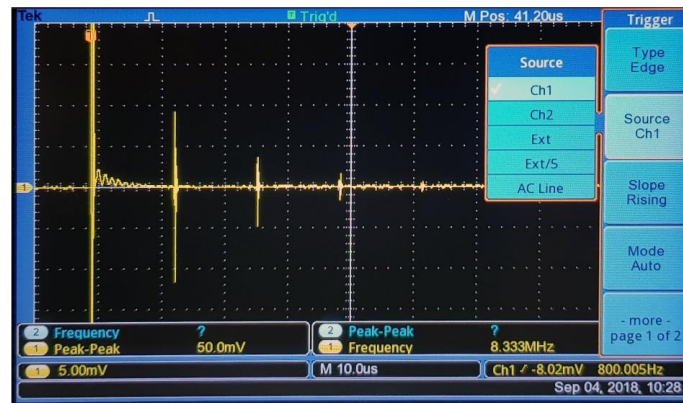 Tek Trig'd M Pos: 41.20us
Trigger
Type
Edge
Source
Ch1
Slope
Rising
Mode
Auto
- more -
page 1 of 2
Source
Ch1
Ch2
Ext
Ext/5
AC Line
T
1
2 Frequency ?
1 Peak-Peak 50.0mV
2 Peak-Peak ?
1 Frequency 8.333MHz
1 5.00mV
M 10.0us
Ch1 -8.02mV 800.005Hz
Sep 04, 2018, 10:28